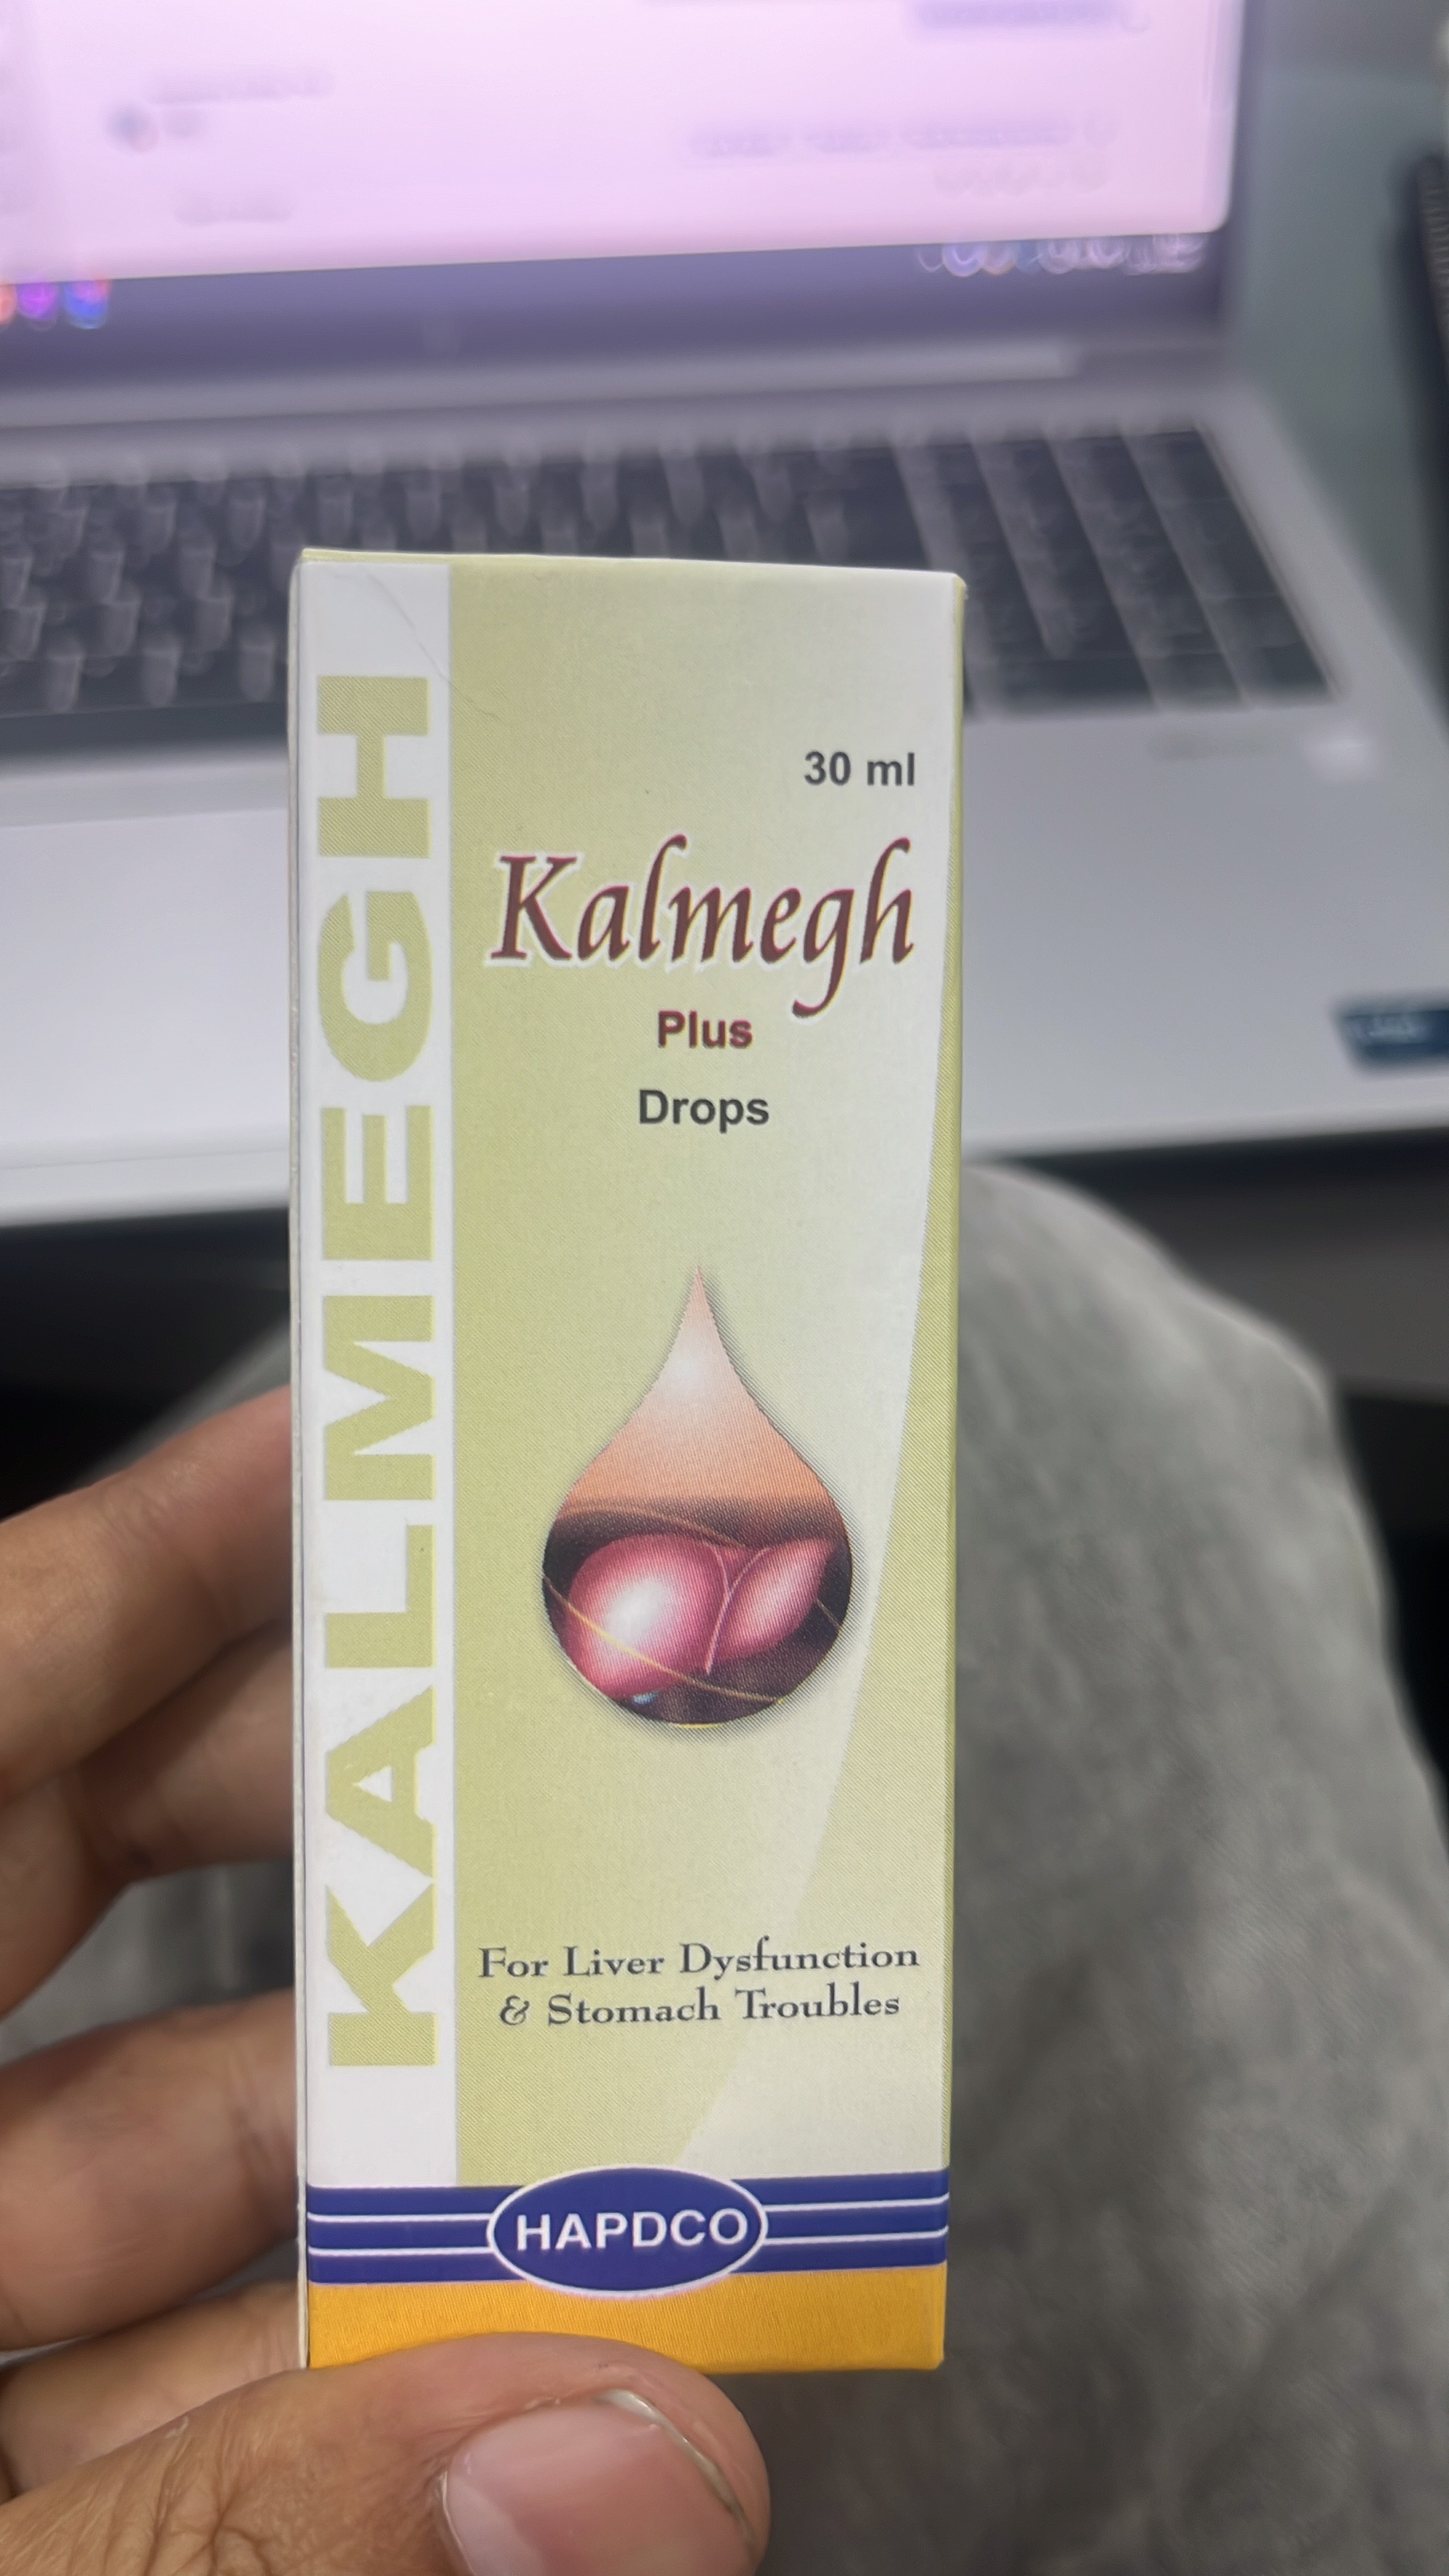 KALMEGH
30 ml
Kalmegh
Plus
Drops
For Liver Dysfunction
& Stomach Troubles
HAPDCO